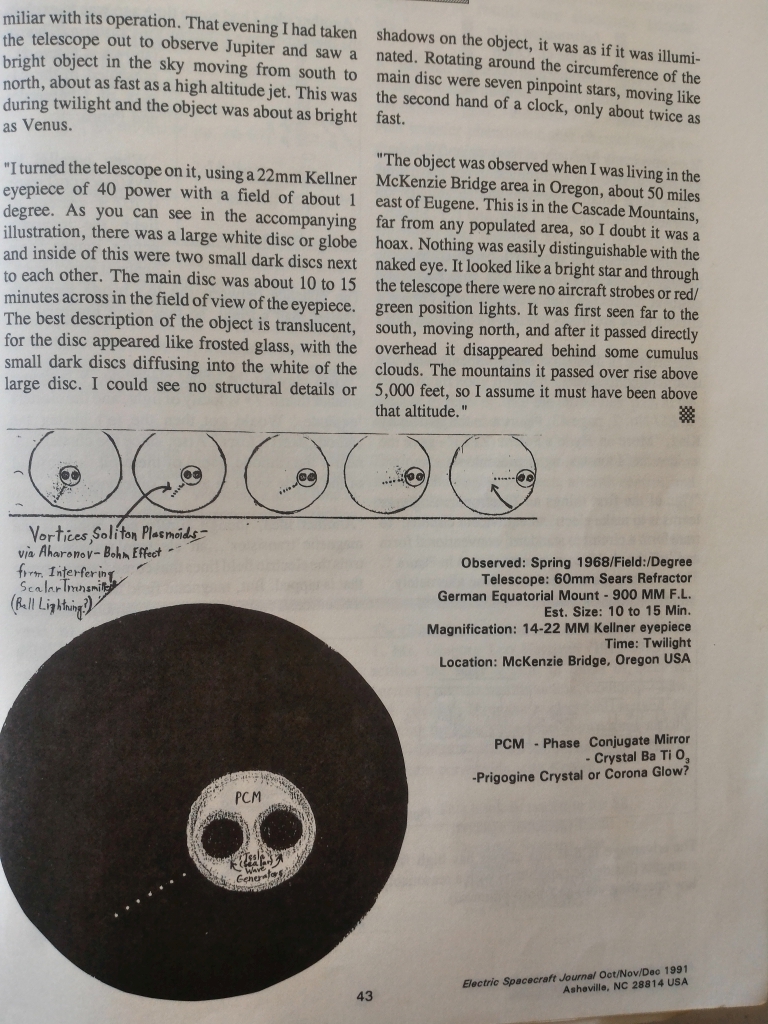 miliar with its operation. That evening I had taken
the telescope out to observe Jupiter and saw a
bright object in the sky moving from south to
north, about as fast as a high altitude jet. This was
during twilight and the object was about as bright
as Venus.
"I turned the telescope on it, using a 22mm Kellner
eyepiece of 40 power with a field of about 1
degree. As you can see in the accompanying
illustration, there was a large white disc or globe
and inside of this were two small dark discs next
to each other. The main disc was about 10 to 15
minutes across in the field of view of the eyepiece.
The best description of the object is translucent,
for the disc appeared like frosted glass, with the
small dark discs diffusing into the white of the
large disc. I could see no structural details or
shadows on the object, it was as if it was illumi-
nated. Rotating around the circumference of the
main disc were seven pinpoint stars, moving like
the second hand of a clock, only about twice as
fast.
"The object was observed when I was living in the
McKenzie Bridge area in Oregon, about 50 miles
east of Eugene. This is in the Cascade Mountains,
far from any populated area, so I doubt it was a
hoax. Nothing was easily distinguishable with the
naked eye. It looked like a bright star and through
the telescope there were no aircraft strobes or red/
green position lights. It was first seen far to the
south, moving north, and after it passed directly
overhead it disappeared behind some cumulus
clouds. The mountains it passed over rise above
5,000 feet, so I assume it must have been above
that altitude."
Vortices, Soliton Plasmoids-
via Aharonov-Bohm Effect
from Interfering
Scalar Transmit
(Ball Lightning?)
Observed: Spring 1968/Field:/Degree
Telescope: 60mm Sears Refractor
German Equatorial Mount - 900 MM F.L.
Est. Size: 10 to 15 Min.
Magnification: 14-22 MM Kellner eyepiece
Time: Twilight
Location: McKenzie Bridge, Oregon USA
PCM - Phase Conjugate Mirror
- Crystal Ba Ti O3
-Prigogine Crystal or Corona Glow?
PCM
Tesla
(Scalar)
Wave
Generators
Electric Spacecraft Journal Oct/Nov/Dec 1991
Asheville, NC 28814 USA
43